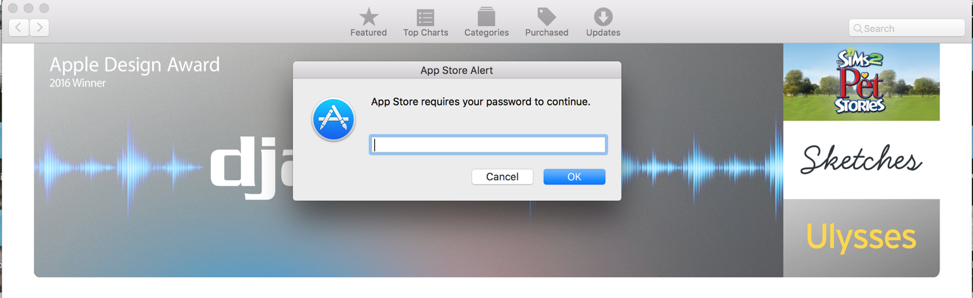 Featured
Top Charts
Categories
Purchased
Updates
Search
Apple Design Award
2016 Winner
App Store Alert
App Store requires your password to continue.
Cancel
OK
The Sims 2
Pet
Stories
Sketches
Ulysses